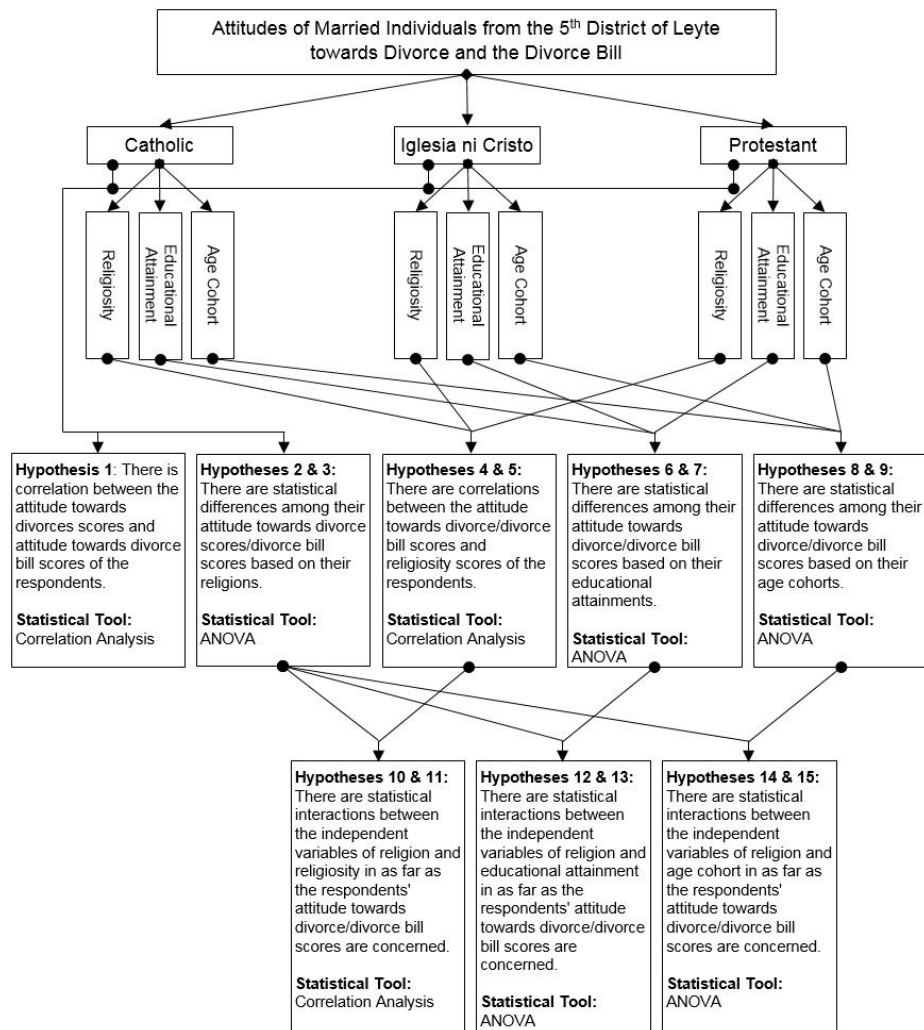 Attitudes of Married Individuals from the 5th District of Leyte
towards Divorce and the Divorce Bill
Catholic
Iglesia ni Cristo
Protestant
Religiosity
Educational
Attainment
Age Cohort
Religiosity
Educational
Attainment
Age Cohort
Religiosity
Educational
Attainment
Age Cohort
Hypothesis 1: There is
correlation between the
attitude towards
divorces scores and
attitude towards divorce
bill scores of the
respondents.
Statistical Tool:
Correlation Analysis
Hypotheses 2 & 3:
There are statistical
differences among their
attitude towards divorce
scores/divorce bill
scores based on their
religions.
Statistical Tool:
ANOVA
Hypotheses 4 & 5:
There are correlations
between the attitude
towards divorce/divorce
bill scores and
religiosity scores of the
respondents.
Statistical Tool:
Correlation Analysis
Hypotheses 6 & 7:
There are statistical
differences among their
attitude towards
divorce/divorce bill
scores based on their
educational
attainments.
Statistical Tool:
ANOVA
Hypotheses 8 & 9:
There are statistical
differences among their
attitude towards
divorce/divorce bill
scores based on their
age cohorts.
Statistical Tool:
ANOVA
Hypotheses 10 & 11:
There are statistical
interactions between
the independent
variables of religion and
religiosity in as far as
the respondents'
attitude towards
divorce/divorce bill
scores are concerned.
Statistical Tool:
Correlation Analysis
Hypotheses 12 & 13:
There are statistical
interactions between
the independent
variables of religion and
educational attainment
in as far as the
respondents' attitude
towards divorce/divorce
bill scores are
concerned.
Statistical Tool:
ANOVA
Hypotheses 14 & 15:
There are statistical
interactions between
the independent
variables of religion and
age cohort in as far as
the respondents'
attitude towards
divorce/divorce bill
scores are concerned.
Statistical Tool:
ANOVA